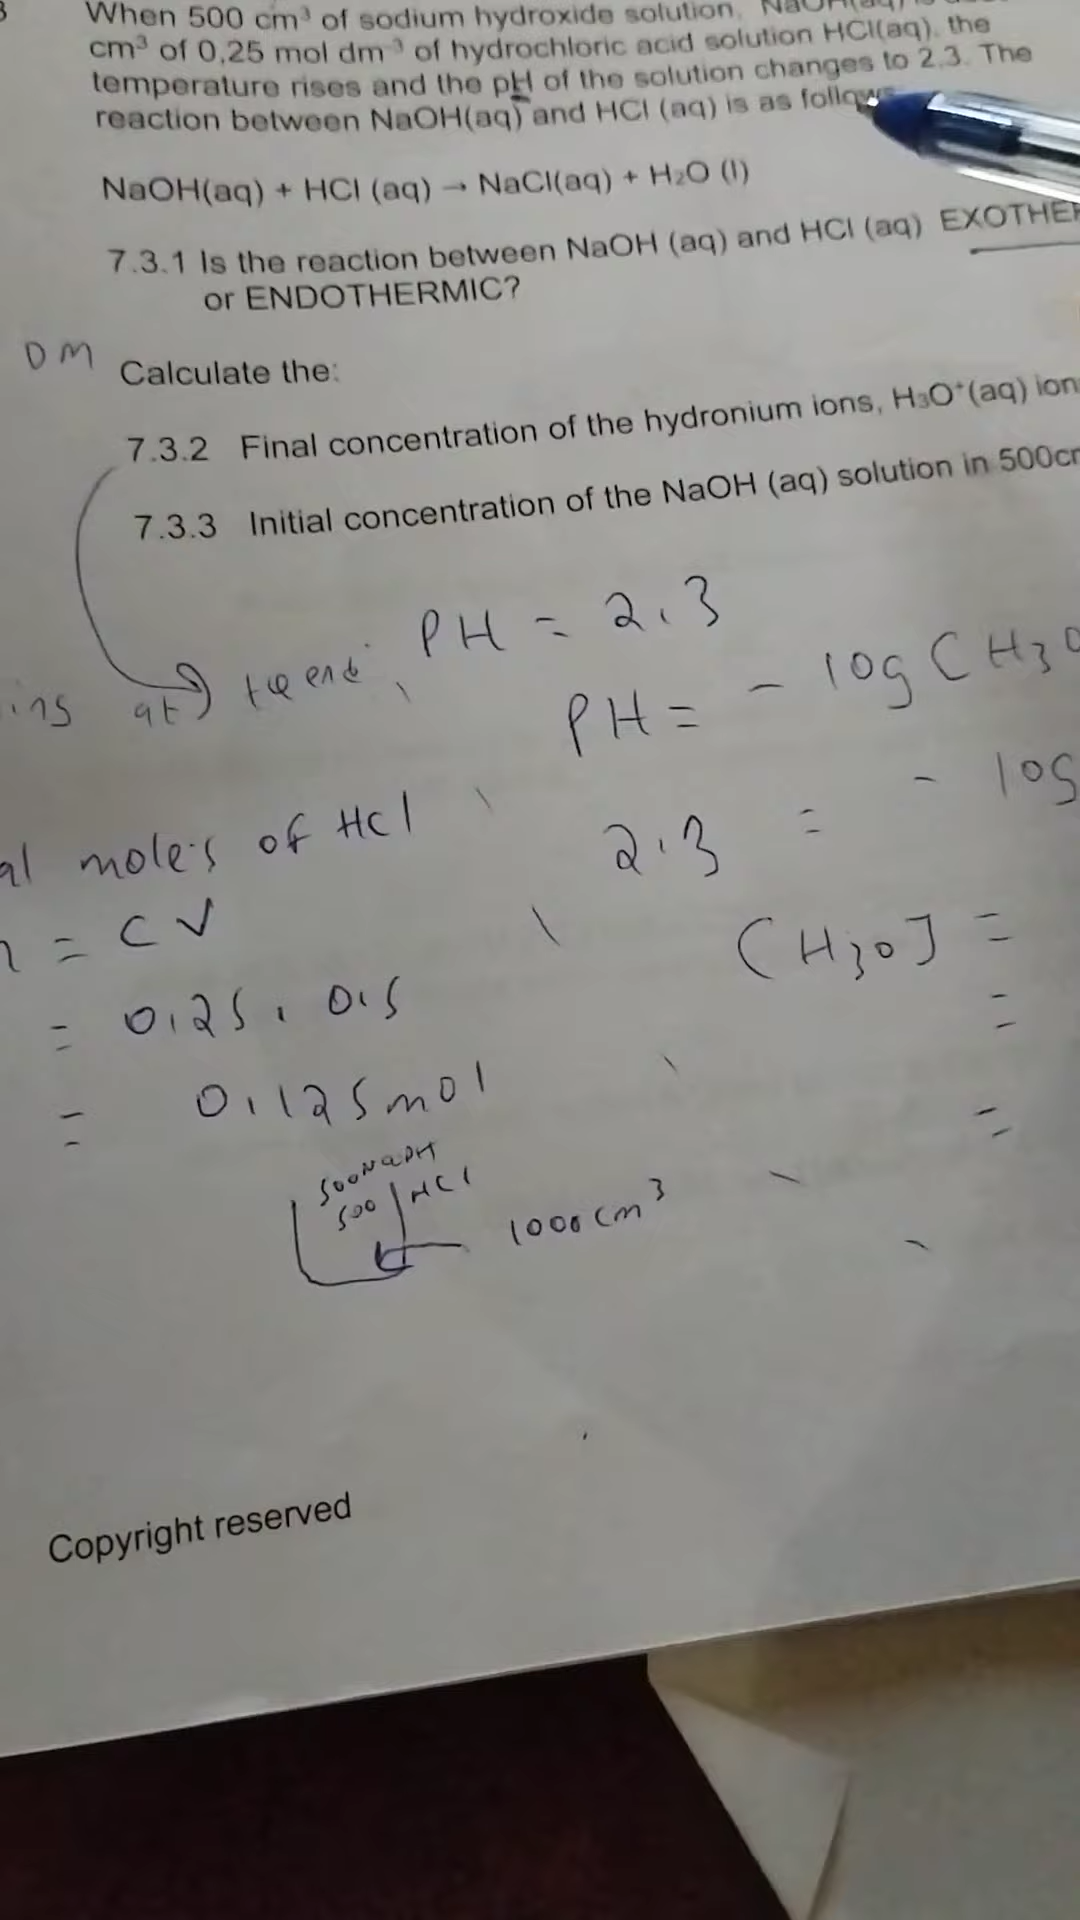 When 500 cm³ of sodium hydroxide solution, NaOH(aq)
cm³ of 0,25 mol dm⁻³ of hydrochloric acid solution HCl(aq), the
temperature rises and the pH of the solution changes to 2.3. The
reaction between NaOH(aq) and HCl (aq) is as follows
NaOH(aq) + HCl (aq) → NaCl(aq) + H₂O (l)
7.3.1 Is the reaction between NaOH (aq) and HCl (aq) EXOTHER
or ENDOTHERMIC?
DM
Calculate the:
7.3.2 Final concentration of the hydronium ions, H₃O⁺(aq) ion
7.3.3 Initial concentration of the NaOH (aq) solution in 500c
PH = 2.3
at
PH = - log [H3O
al moles of HCl
2.3 = - log
n = CV
[H3O] =
= 0,25 . 0.5
=
= 0,125 mol
=
500 NaOH
500 HCl
1000 cm³
Copyright reserved